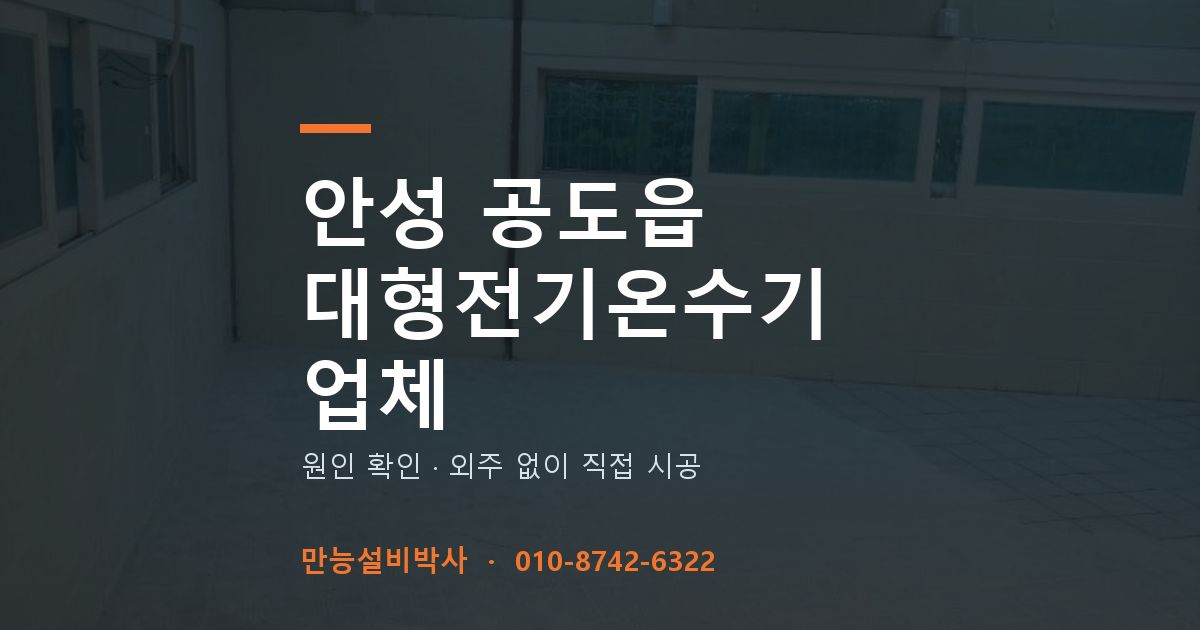 안성 공도읍
대형전기온수기
업체
원인 확인 · 외주 없이 직접 시공
만능설비박사 · 010-8742-6322